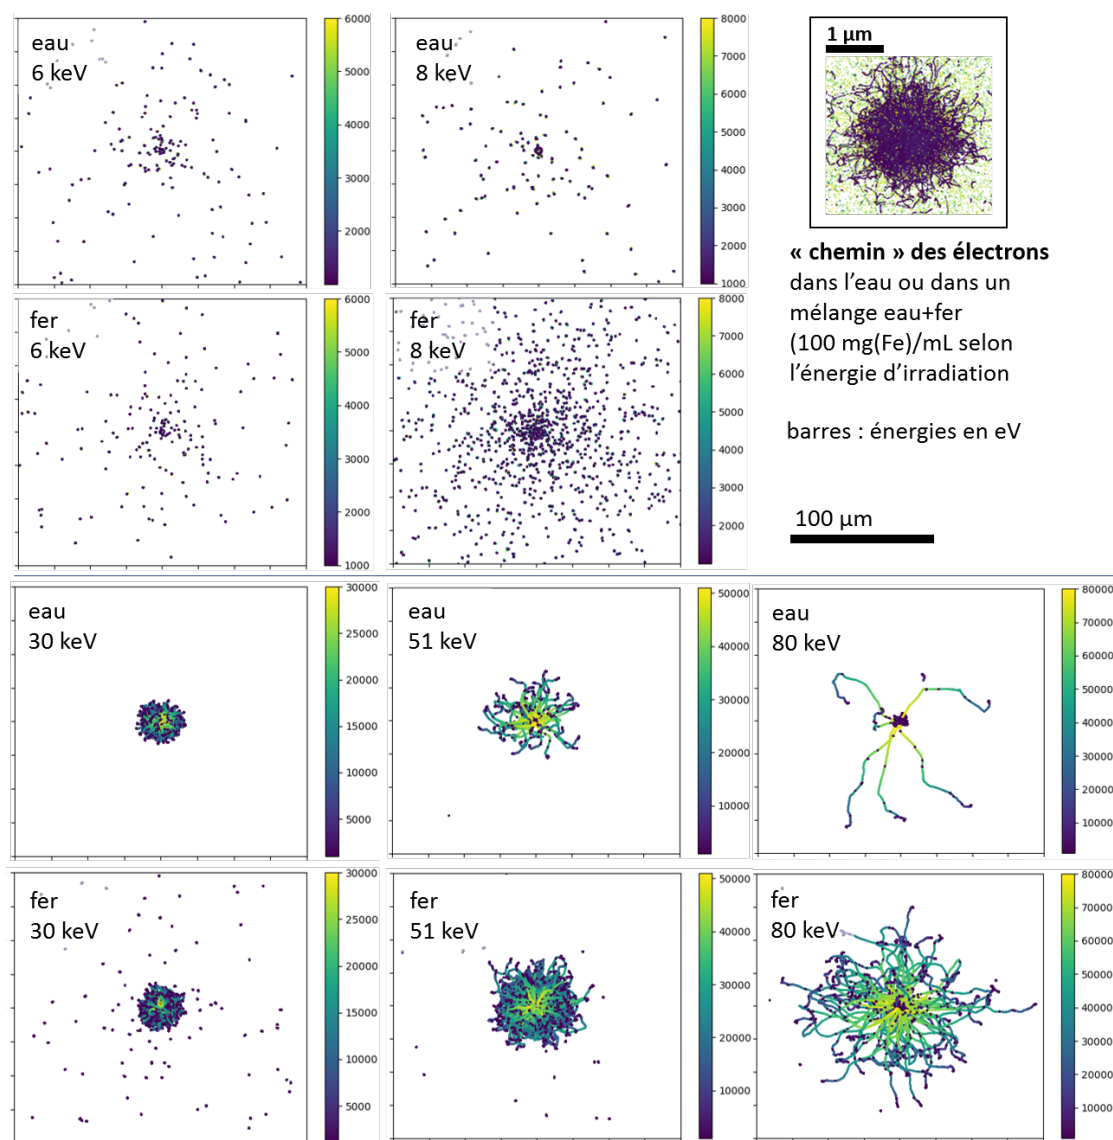 eau
6 keV
6000
5000
4000
3000
2000
eau
8 keV
8000
7000
6000
5000
4000
3000
2000
1000
1 µm
« chemin » des électrons
dans l'eau ou dans un
mélange eau+fer
(100 mg(Fe)/mL selon
l'énergie d'irradiation
barres : énergies en eV
100 µm
fer
6 keV
6000
5000
4000
3000
2000
1000
fer
8 keV
8000
7000
6000
5000
4000
3000
2000
eau
30 keV
30000
25000
20000
15000
10000
5000
eau
51 keV
50000
40000
30000
20000
10000
eau
80 keV
80000
70000
60000
50000
40000
30000
20000
10000
fer
30 keV
30000
25000
20000
15000
10000
5000
fer
51 keV
50000
40000
30000
20000
10000
fer
80 keV
80000
70000
60000
50000
40000
30000
20000
10000